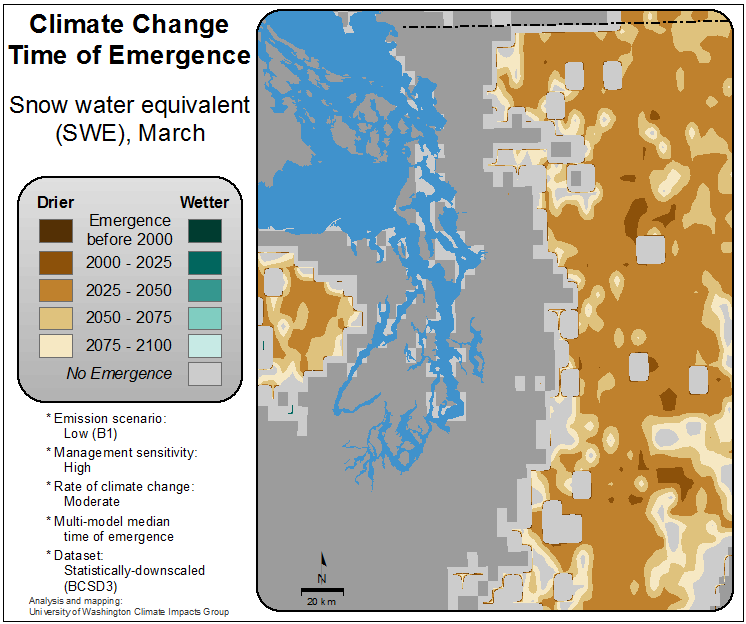 Climate Change
Time of Emergence
Snow water equivalent
(SWE), March
Drier
Wetter
Emergence
before 2000
2000 - 2025
2025 - 2050
2050 - 2075
2075 - 2100
No Emergence
* Emission scenario:
Low (B1)
* Management sensitivity:
High
* Rate of climate change:
Moderate
* Multi-model median
time of emergence
* Dataset:
Statistically-downscaled
(BCSD3)
Analysis and mapping:
University of Washington Climate Impacts Group
N
20 km